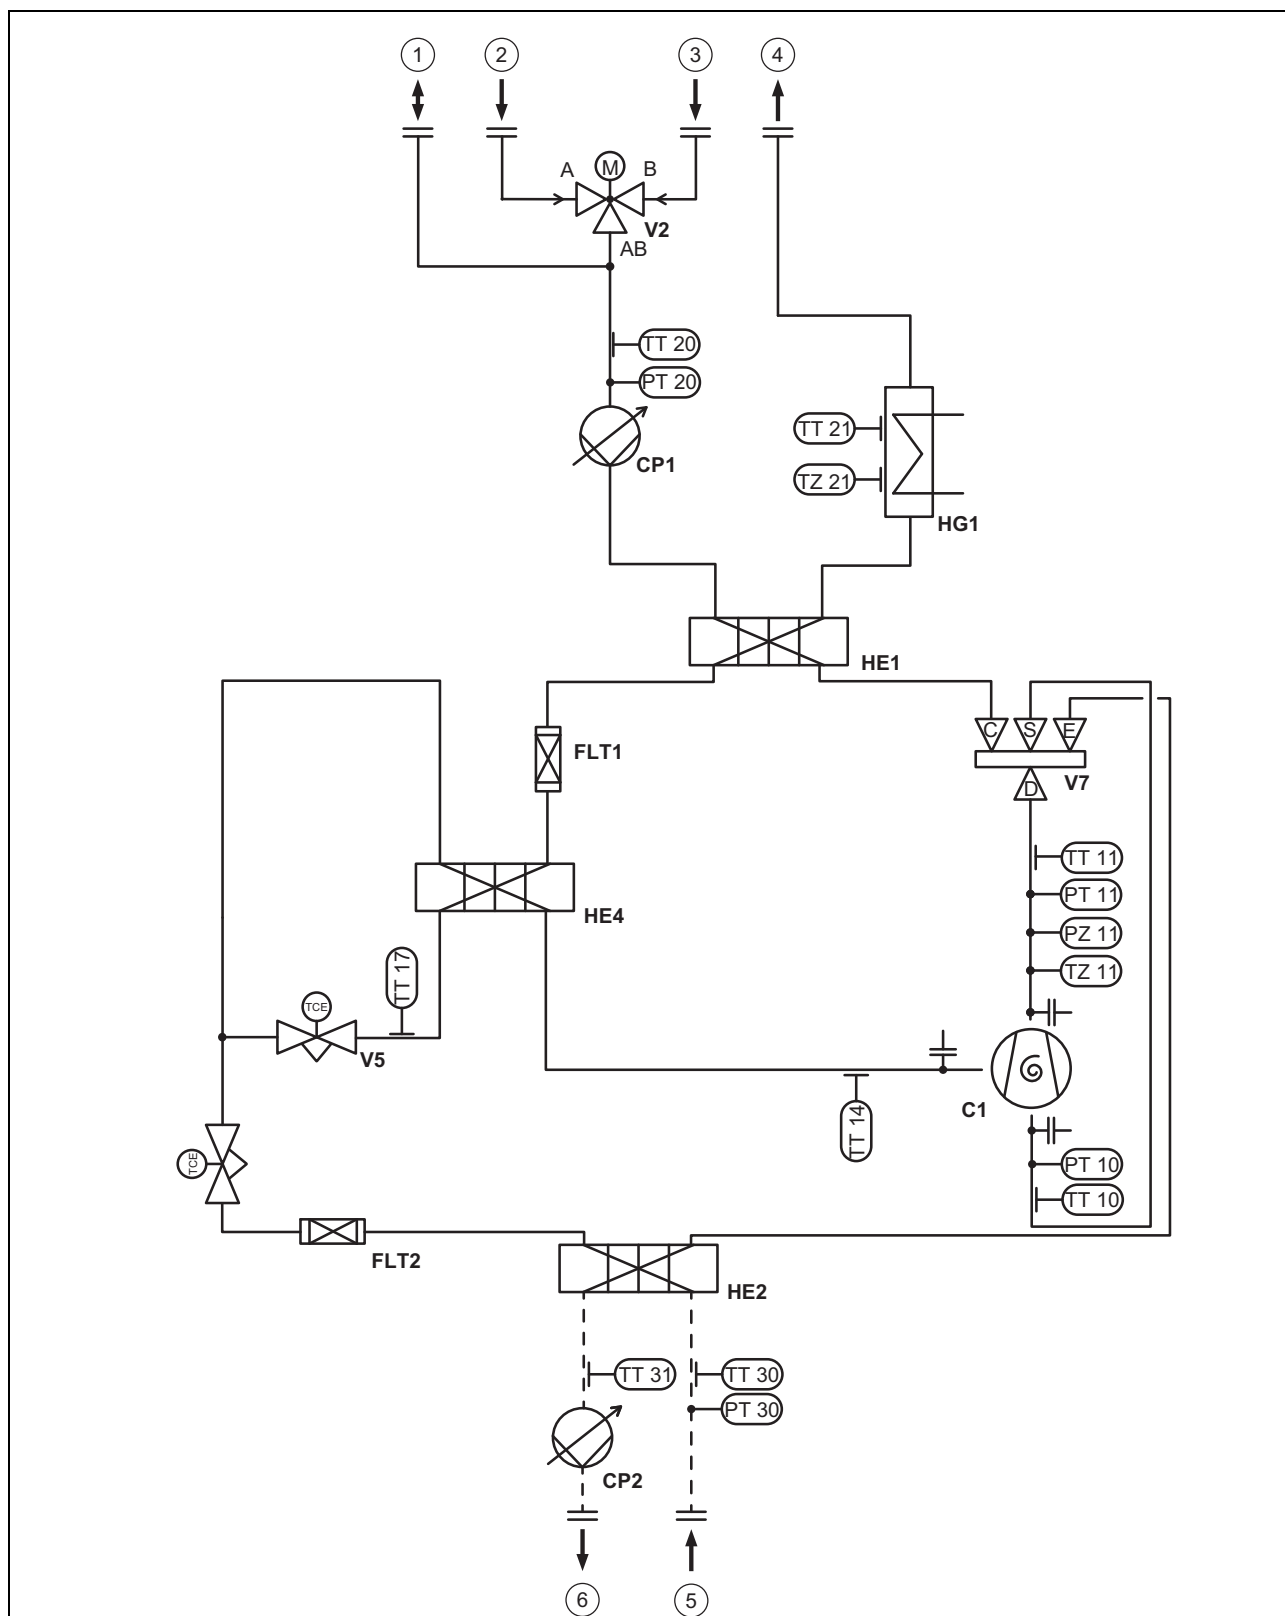 1 2 3 4
M
A B
V2
AB
TT 20
PT 20
CP1
TT 21
TZ 21
HG1
HE1
FLT1
C S E
V7
D
TT 11
PT 11
PZ 11
TZ 11
HE4
TT 17
TCE
V5
C1
TT 14
PT 10
TT 10
TCE
FLT2
HE2
TT 31
TT 30
PT 30
CP2
6 5